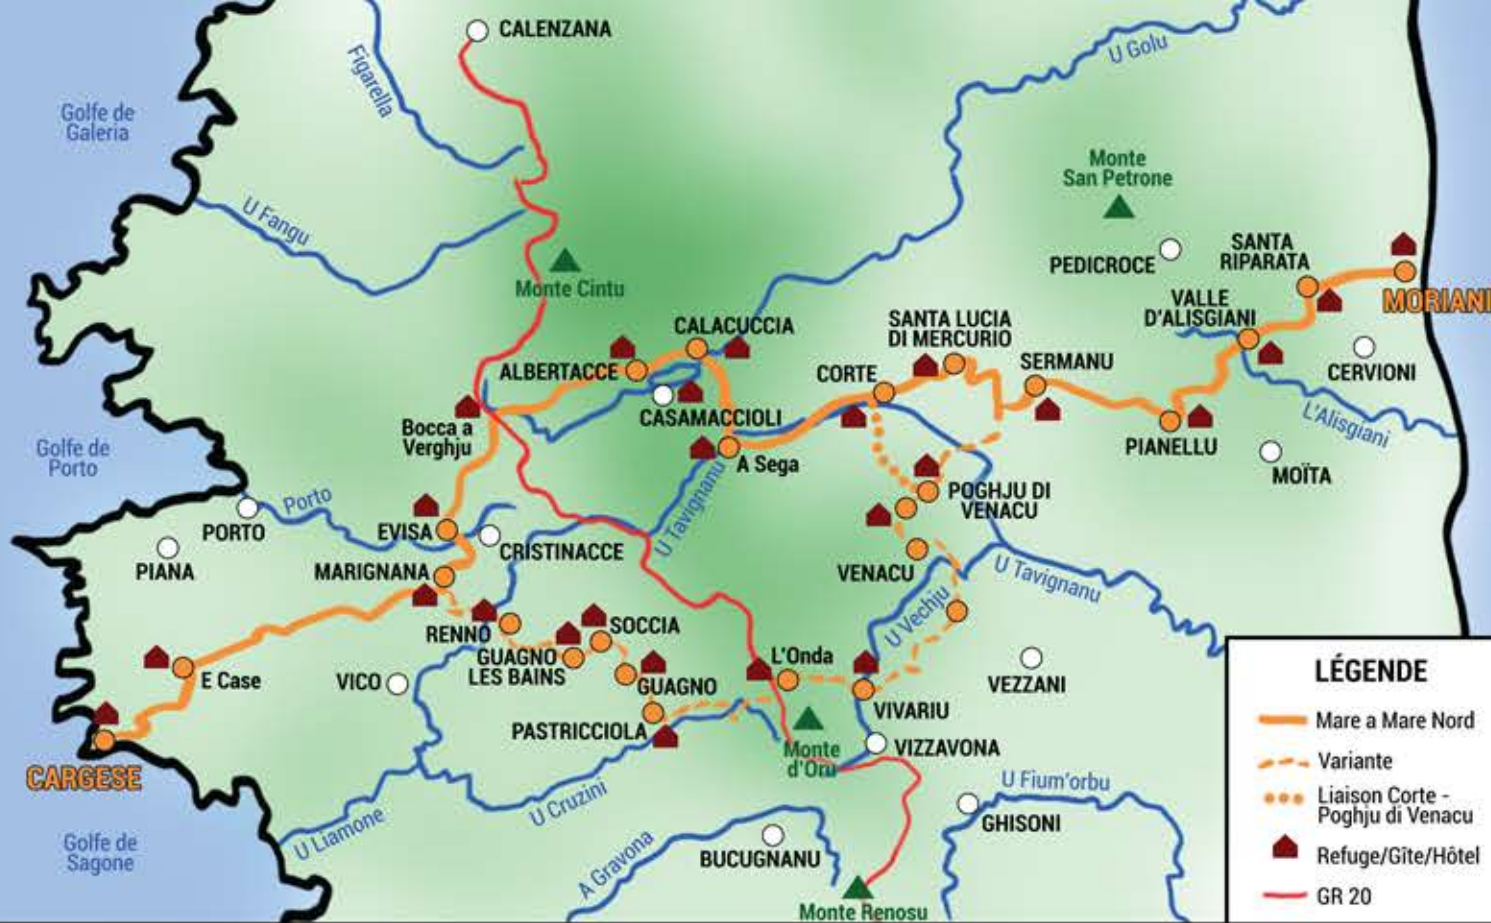 CALENZANA
Figarella
U Golu
Golfe de
Galeria
Monte
San Petrone
U Fangu
SANTA
RIPARATA
PEDICROCE
Monte Cintu
MORIANI
VALLE
D'ALISGIANI
CALACUCCIA
SANTA LUCIA
DI MERCURIO
SERMANU
ALBERTACCE
CORTE
CERVIONI
CASAMACCIOLI
L'Alisgiani
Bocca a
Verghju
PIANELLU
Golfe de
Porto
A Sega
MOÏTA
Porto
POGHJU DI
VENACU
PORTO
EVISA
U Tavignanu
CRISTINACCE
PIANA
MARIGNANA
VENACU
U Tavignanu
U Vechju
RENNO
SOCCIA
GUAGNO
LES BAINS
L'Onda
E Case
VICO
GUAGNO
VEZZANI
VIVARIU
PASTRICCIOLA
VIZZAVONA
Monte
d'Oru
CARGESE
U Fium'orbu
U Cruzini
GHISONI
U Liamone
Golfe de
Sagone
BUCUGNANU
A Gravona
Monte Renosu
LÉGENDE
Mare a Mare Nord
Variante
Liaison Corte -
Poghju di Venacu
Refuge/Gîte/Hôtel
GR 20